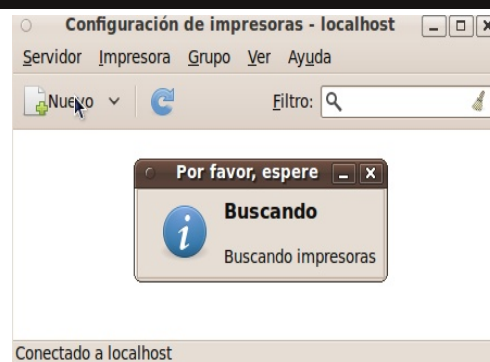 Configuración de impresoras - localhost
Servidor Impresora Grupo Ver Ayuda
Nuevo Filtro:
Por favor, espere
Buscando
Buscando impresoras
Conectado a localhost